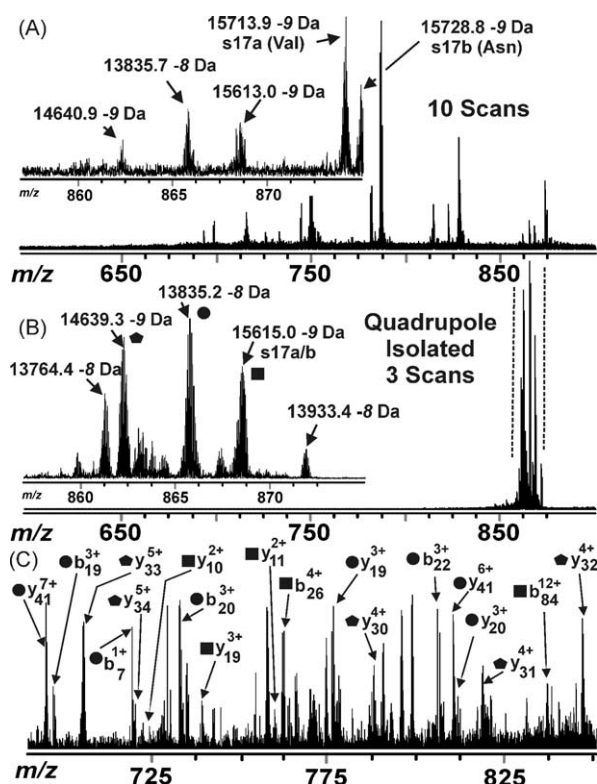 (A)
15713.9 -9 Da
s17a (Val)
15728.8 -9 Da
s17b (Asn)
13835.7 -8 Da
15613.0 -9 Da
14640.9 -9 Da
10 Scans
m/z 860 865 870
m/z 650 750 850
(B)
13835.2 -8 Da
14639.3 -9 Da
15615.0 -9 Da
s17a/b
13764.4 -8 Da
13933.4 -8 Da
Quadrupole
Isolated
3 Scans
m/z 860 865 870
m/z 650 750 850
(C)
y41 7+
b19 3+
y33 5+
y34 5+
b7 1+
y10 2+
b20 3+
y19 3+
y11 2+
b26 4+
y19 3+
y30 4+
b22 3+
y41 6+
y20 3+
y31 4+
b84 12+
y32 4+
m/z 725 775 825